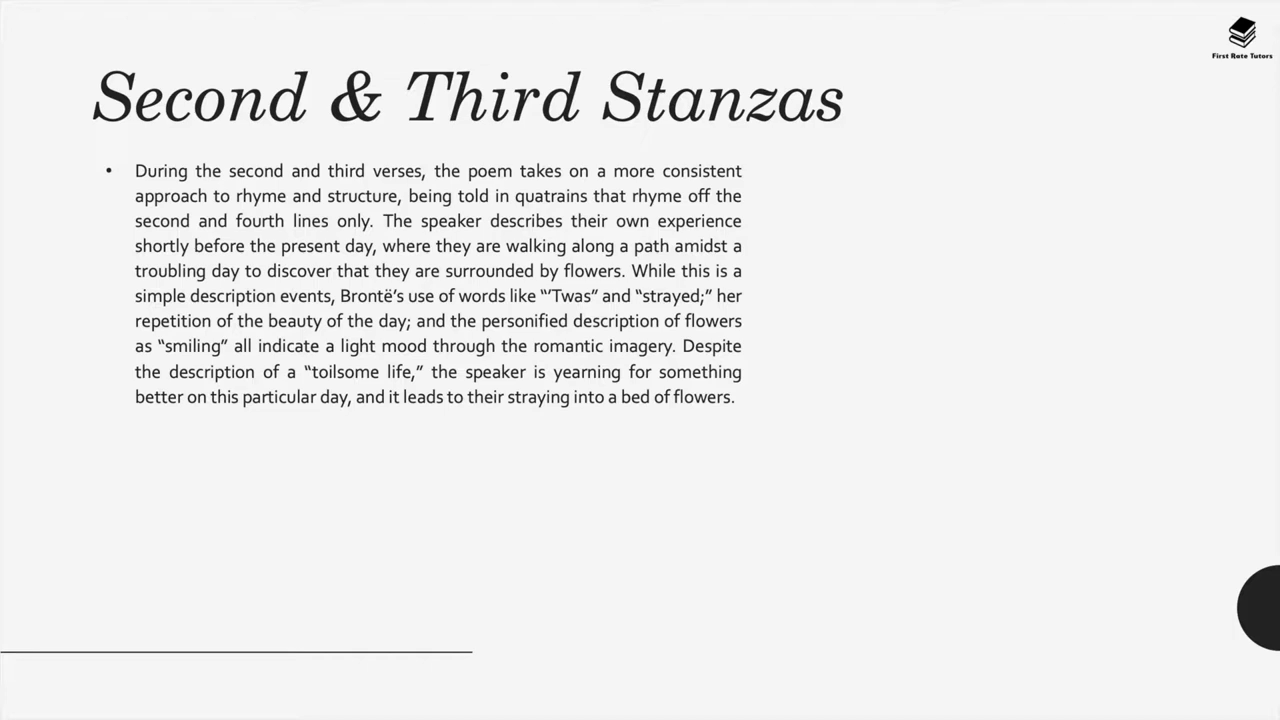 First Rate Tutors
Second & Third Stanzas
• During the second and third verses, the poem takes on a more consistent
approach to rhyme and structure, being told in quatrains that rhyme off the
second and fourth lines only. The speaker describes their own experience
shortly before the present day, where they are walking along a path amidst a
troubling day to discover that they are surrounded by flowers. While this is a
simple description events, Brontë’s use of words like “’Twas” and “strayed;” her
repetition of the beauty of the day; and the personified description of flowers
as “smiling” all indicate a light mood through the romantic imagery. Despite
the description of a “toilsome life,” the speaker is yearning for something
better on this particular day, and it leads to their straying into a bed of flowers.